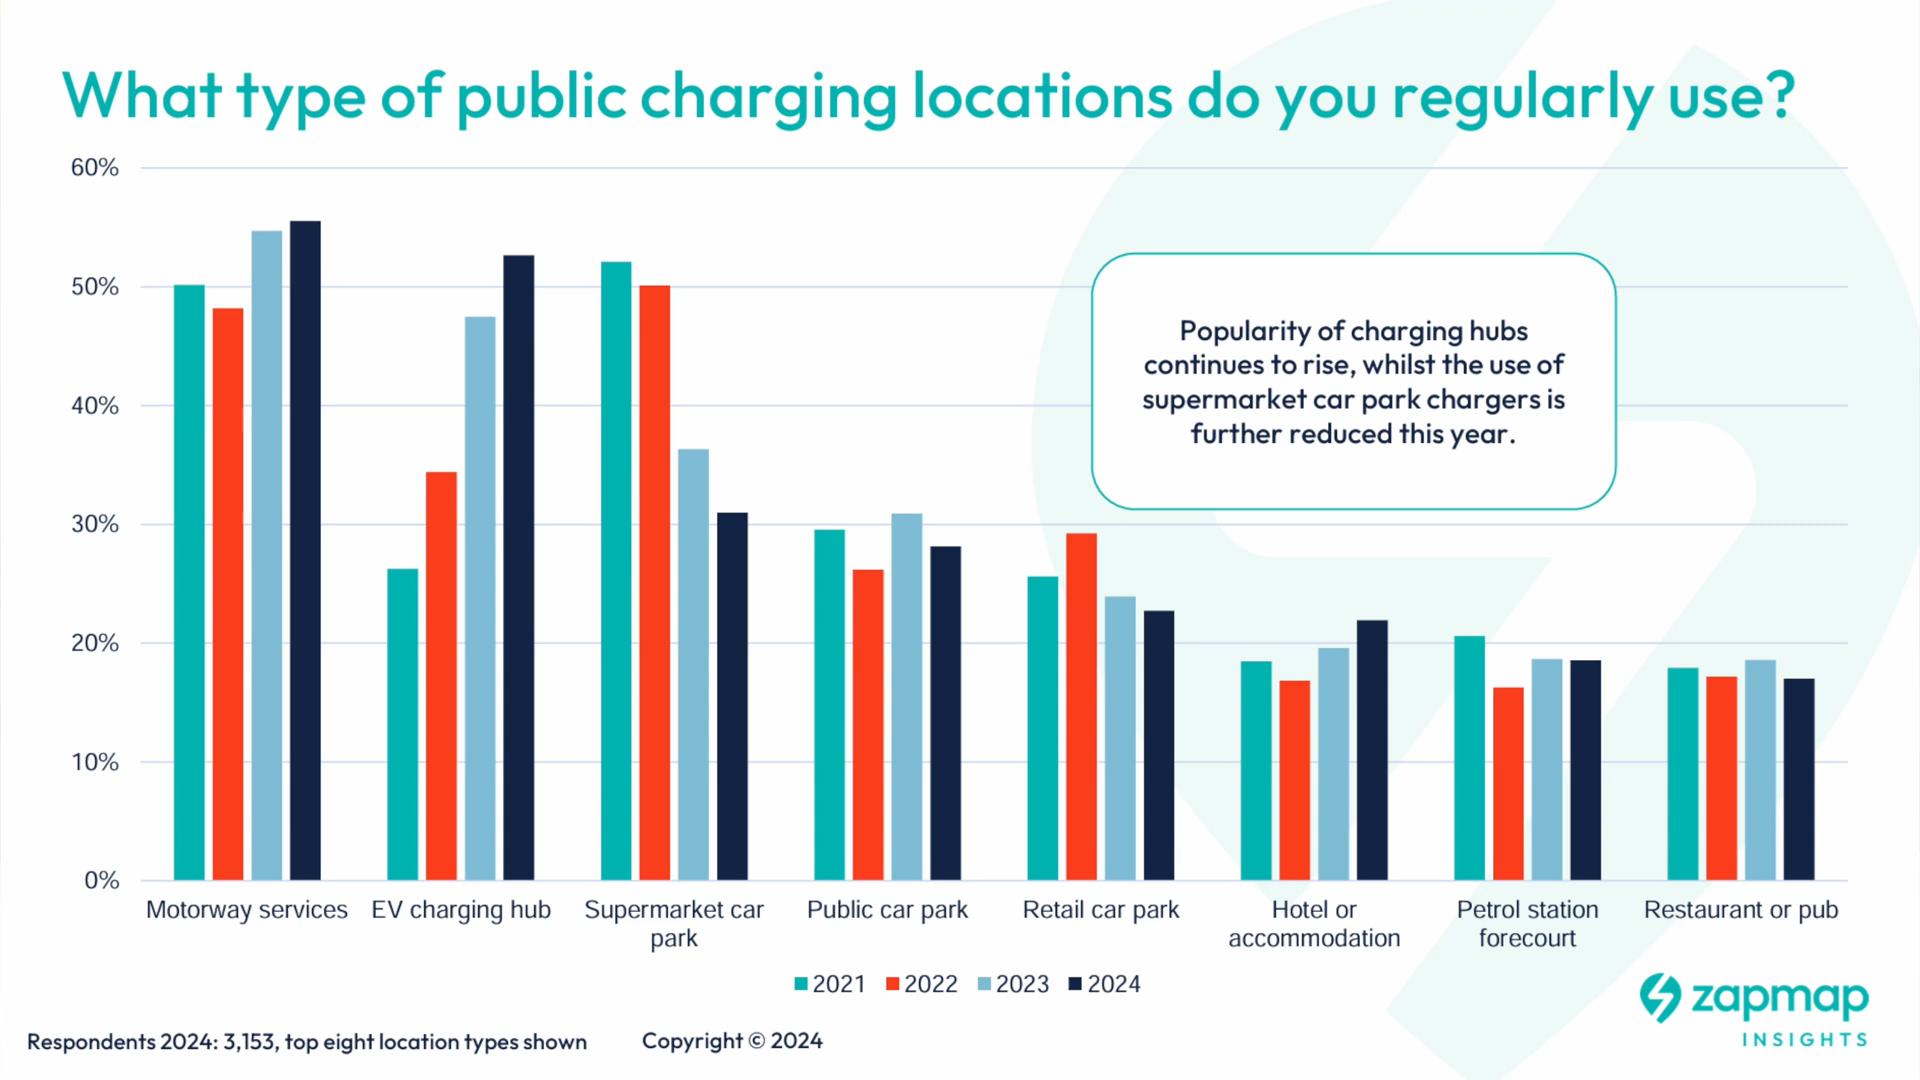 What type of public charging locations do you regularly use?
60%
50%
40%
30%
20%
10%
0%
Popularity of charging hubs
continues to rise, whilst the use of
supermarket car park chargers is
further reduced this year.
Motorway services
EV charging hub
Supermarket car
park
Public car park
Retail car park
Hotel or
accommodation
Petrol station
forecourt
Restaurant or pub
2021 2022 2023 2024
zapmap
INSIGHTS
Respondents 2024: 3,153, top eight location types shown
Copyright © 2024